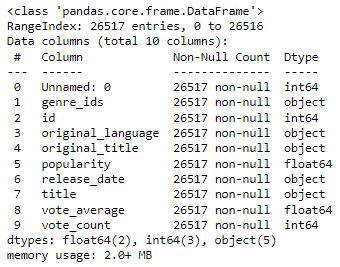 <class 'pandas.core.frame.DataFrame'>
RangeIndex: 26517 entries, 0 to 26516
Data columns (total 10 columns):
 #   Column             Non-Null Count  Dtype
---  ------             --------------  -----
 0   Unnamed: 0         26517 non-null  int64
 1   genre_ids          26517 non-null  object
 2   id                 26517 non-null  int64
 3   original_language  26517 non-null  object
 4   original_title     26517 non-null  object
 5   popularity         26517 non-null  float64
 6   release_date       26517 non-null  object
 7   title              26517 non-null  object
 8   vote_average       26517 non-null  float64
 9   vote_count         26517 non-null  int64
dtypes: float64(2), int64(3), object(5)
memory usage: 2.0+ MB